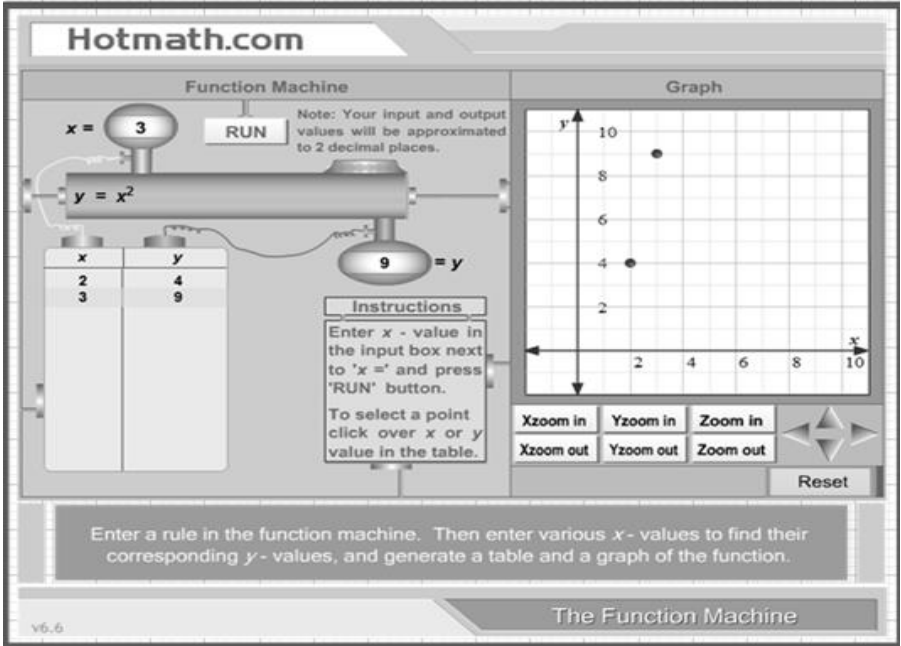 Hotmath.com
Function Machine
x =
3
RUN
Note: Your input and output
values will be approximated
to 2 decimal places.
y = x²
x y
2 4
3 9
9
= y
Instructions
Enter x - value in
the input box next
to 'x =' and press
'RUN' button.
To select a point
click over x or y
value in the table.
Graph
y
10
8
6
4
2
x
2 4 6 8 10
Xzoom in Yzoom in Zoom in
Xzoom out Yzoom out Zoom out
Reset
Enter a rule in the function machine. Then enter various x - values to find their
corresponding y - values, and generate a table and a graph of the function.
v6.6
The Function Machine